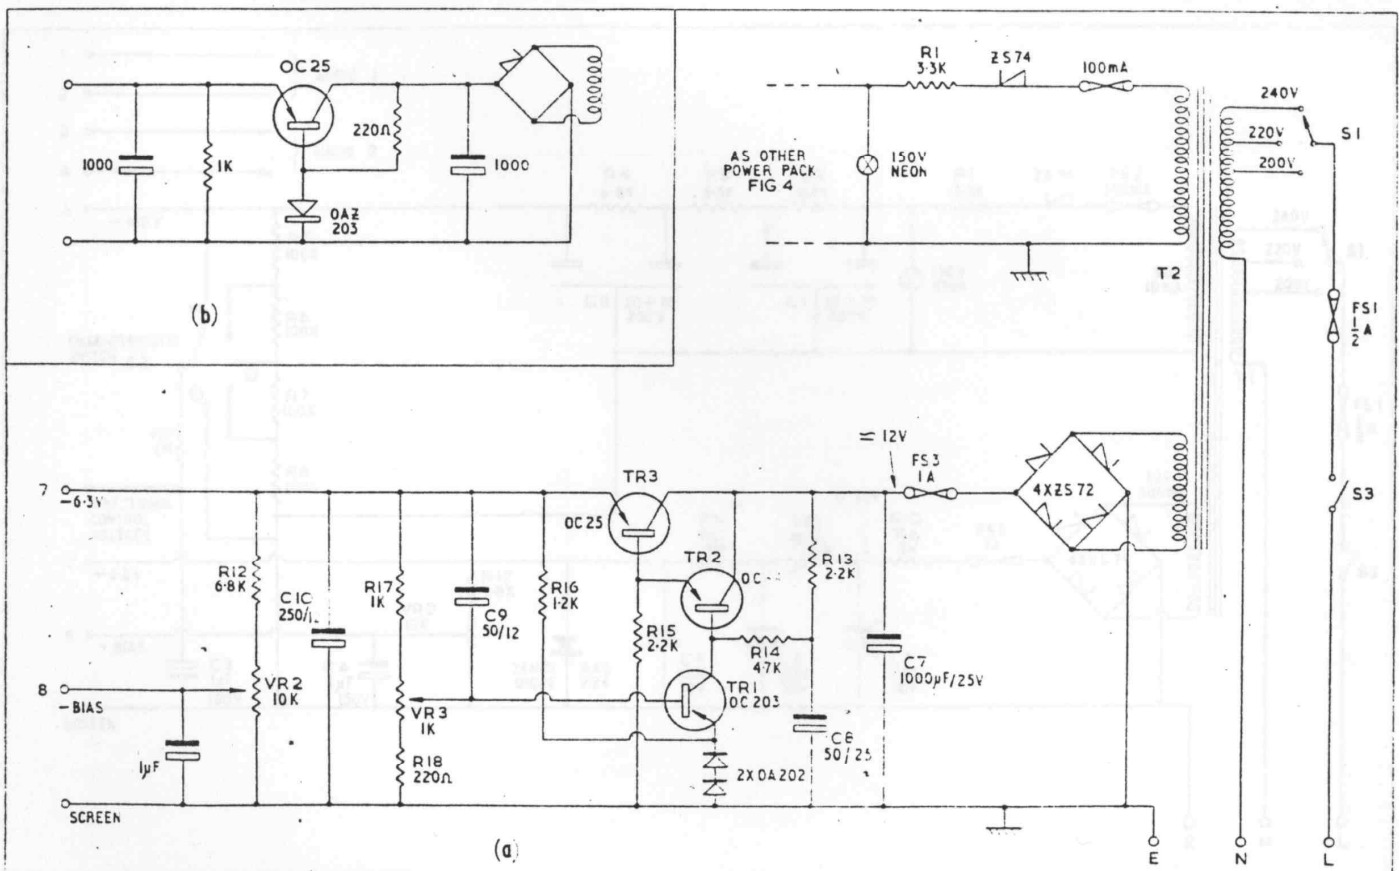 OC25
220Ω
1000
1K
1000
OAZ
203
(b)
R1
3·3K
ZS74
100mA
240V
S1
220V
200V
150V
NEON
AS OTHER
POWER PACK
FIG 4
T2
FS1
1/2 A
≈ 12V
FS3
1A
4XZS72
S3
7
-6·3V
TR3
OC25
TR2
OC
R12
6·8K
C10
R17
1K
C9
50/12
R16
1·2K
R13
2·2K
R15
2·2K
R14
4·7K
C7
1000µF/25V
8
-BIAS
VR2
10K
VR3
1K
TR1
OC203
C8
50/25
1µF
R18
220Ω
2XOA202
SCREEN
(a)
E
N
L